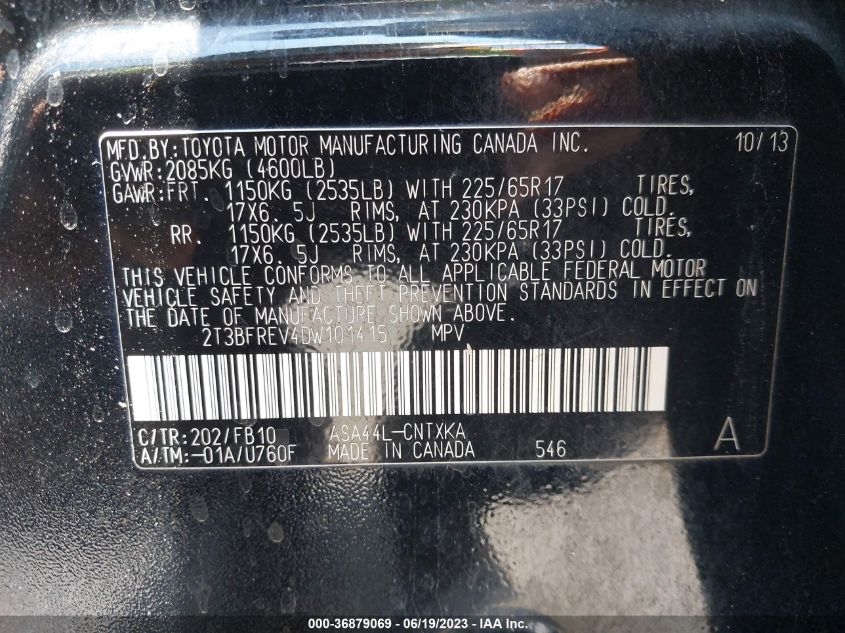 MFD.BY:TOYOTA MOTOR MANUFACTURING CANADA INC. 10/13
GVWR:2085KG (4600LB)
GAWR:FRT. 1150KG (2535LB) WITH 225/65R17 TIRES,
17X6. 5J RIMS, AT 230KPA (33PSI) COLD.
RR. 1150KG (2535LB) WITH 225/65R17 TIRES,
17X6. 5J RIMS, AT 230KPA (33PSI) COLD.
THIS VEHICLE CONFORMS TO ALL APPLICABLE FEDERAL MOTOR
VEHICLE SAFETY AND THEFT PREVENTION STANDARDS IN EFFECT ON
THE DATE OF MANUFACTURE SHOWN ABOVE.
2T3BFREV4DW101415 MPV
C/TR:202/FB10 ASA44L-CNTXKA
A/TM:-01A/U760F MADE IN CANADA 546 A
000-36879069 - 06/19/2023 - WWW.IAAI.COM